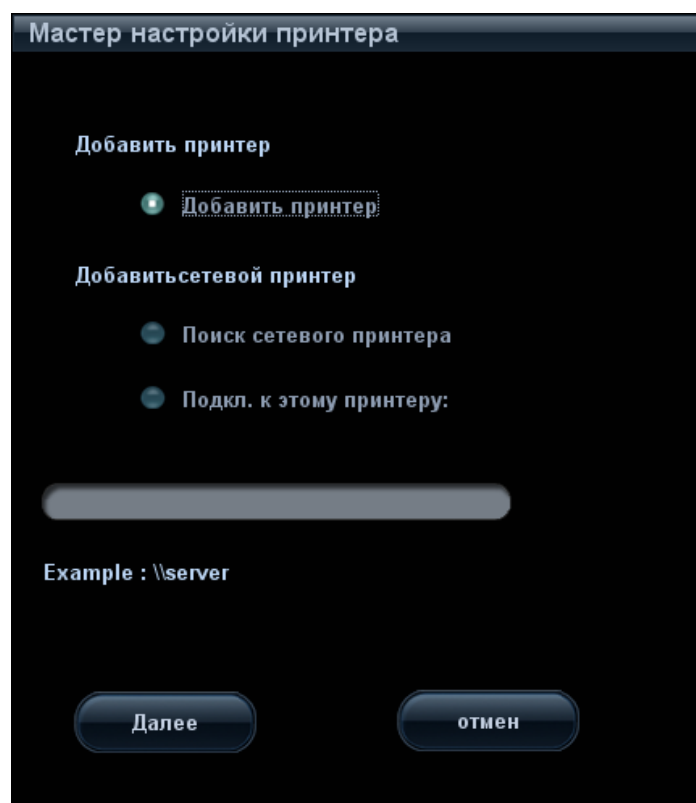 Мастер настройки принтера
Добавить принтер
Добавить принтер
Добавитьсетевой принтер
Поиск сетевого принтера
Подкл. к этому принтеру:
Example : \\server
Далее
отмен